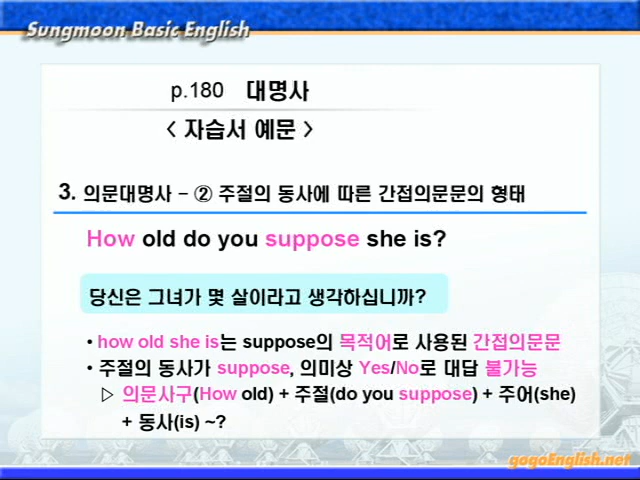 Sungmoon Basic English
p.180 대명사
< 자습서 예문 >
3. 의문대명사 – ② 주절의 동사에 따른 간접의문문의 형태
How old do you suppose she is?
당신은 그녀가 몇 살이라고 생각하십니까?
• how old she is는 suppose의 목적어로 사용된 간접의문문
• 주절의 동사가 suppose, 의미상 Yes/No로 대답 불가능
▷ 의문사구(How old) + 주절(do you suppose) + 주어(she)
+ 동사(is) ~?
gogoEnglish.net